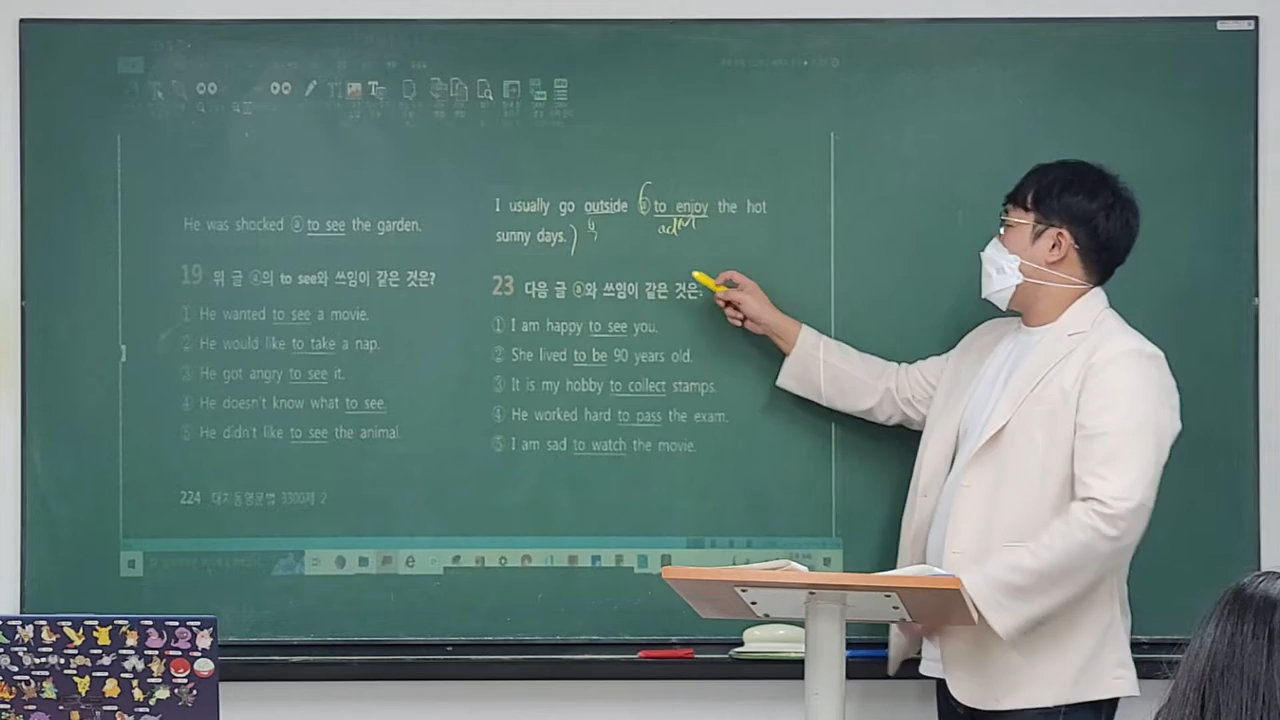 He was shocked ⓐ to see the garden.
19 위 글 ⓐ의 to see와 쓰임이 같은 것은?
① He wanted to see a movie.
② He would like to take a nap.
③ He got angry to see it.
④ He doesn't know what to see.
⑤ He didn't like to see the animal.
224 대치동영문법 3300제 2
I usually go outside ⓐ to enjoy the hot
sunny days.
23 다음 글 ⓐ와 쓰임이 같은 것은
① I am happy to see you.
② She lived to be 90 years old.
③ It is my hobby to collect stamps.
④ He worked hard to pass the exam.
⑤ I am sad to watch the movie.